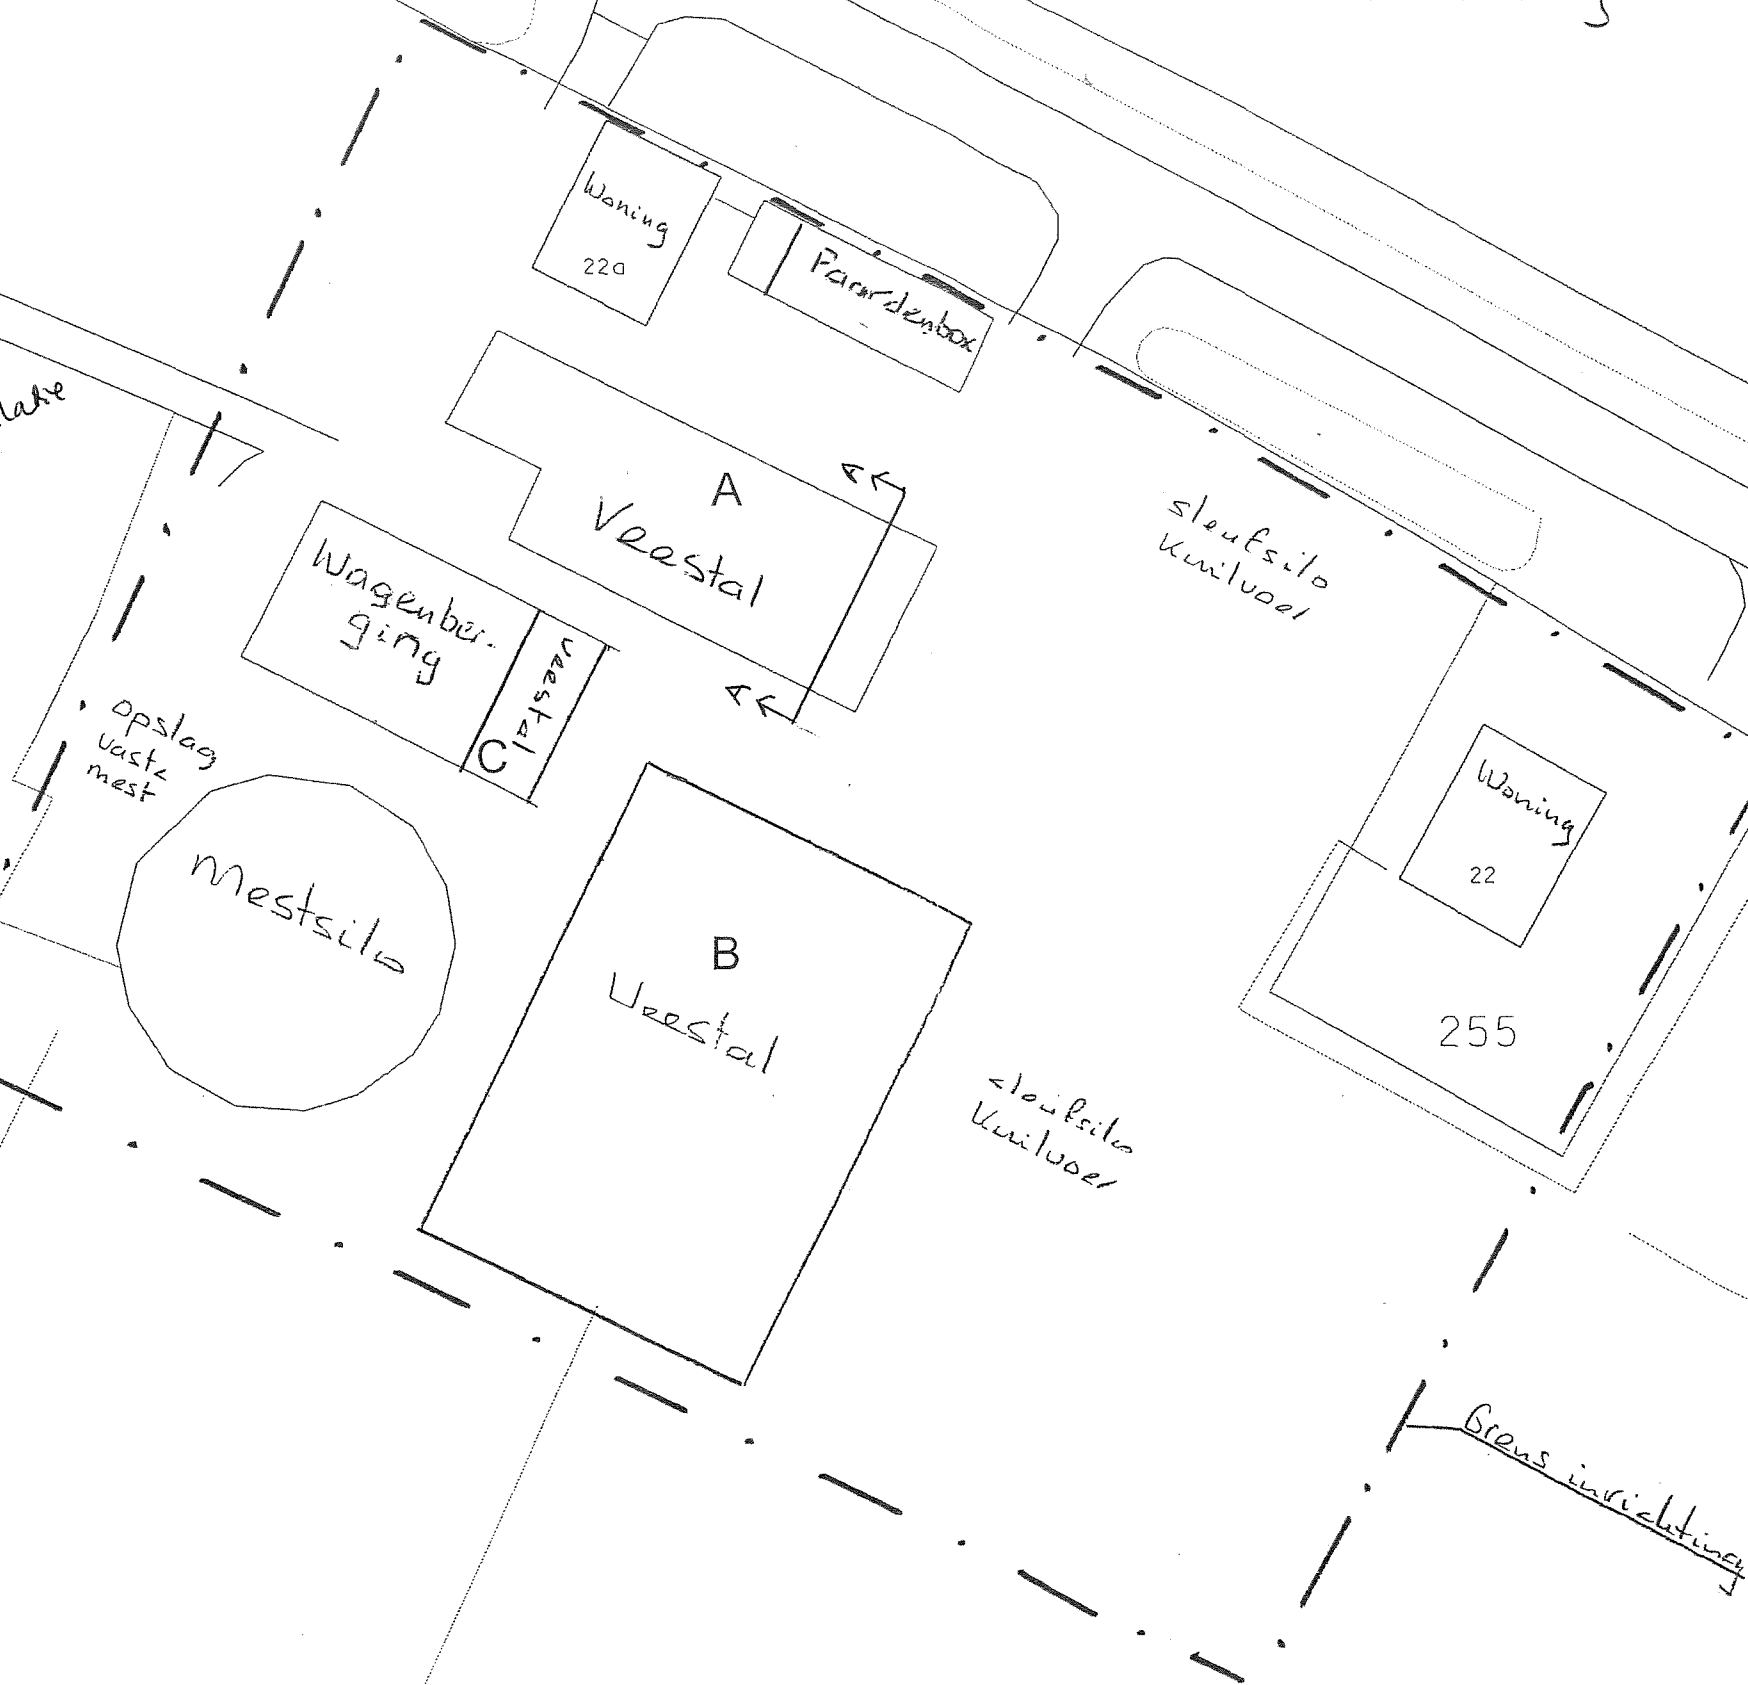 Woning
22a
Paardenbox
A
Veestal
A
A
sleufsilo
Kuilvoer
Wagenber-
ging
Veestal
C
opslag
vaste
mest
Mestsilo
B
Veestal
sleufsilo
Kuilvoer
Woning
22
255
Grens inrichting